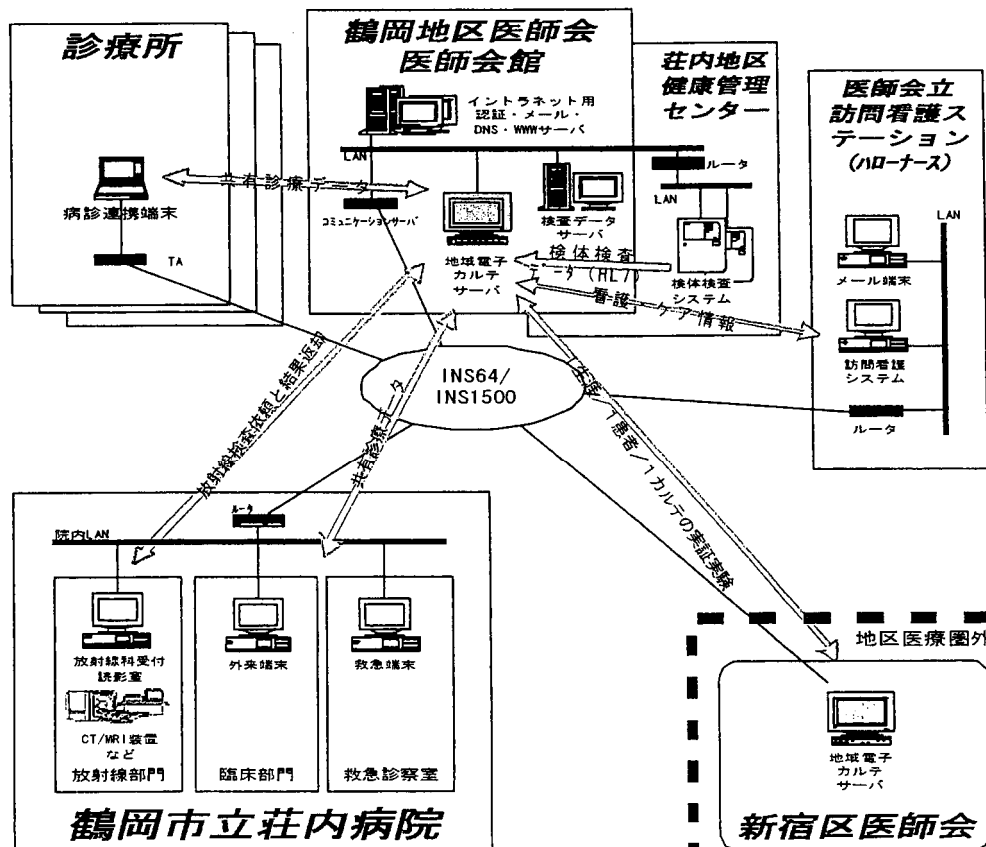 診療所
病診連携端末
TA
共有診療データ
鶴岡地区医師会
医師会館
イントラネット用
認証・メール・
DNS・WWWサーバ
LAN
コミュニケーションサーバ
地域電子
カルテ
サーバ
検査データ
サーバ
荘内地区
健康管理
センター
ルータ
LAN
検体検査
システム
検体検査
データ(HL7)
看護・ケア情報
医師会立
訪問看護ス
テーション
(ハローナース)
LAN
メール端末
訪問看護
システム
ルータ
INS64/
INS1500
放射線検査依頼と結果返却
共有診療データ
生涯/1患者/1カルテの実証実験
ルータ
院内LAN
放射線科受付
読影室
CT/MRI装置
など
放射線部門
外来端末
臨床部門
救急端末
救急診察室
鶴岡市立荘内病院
地区医療圏外
地域電子
カルテ
サーバ
新宿区医師会